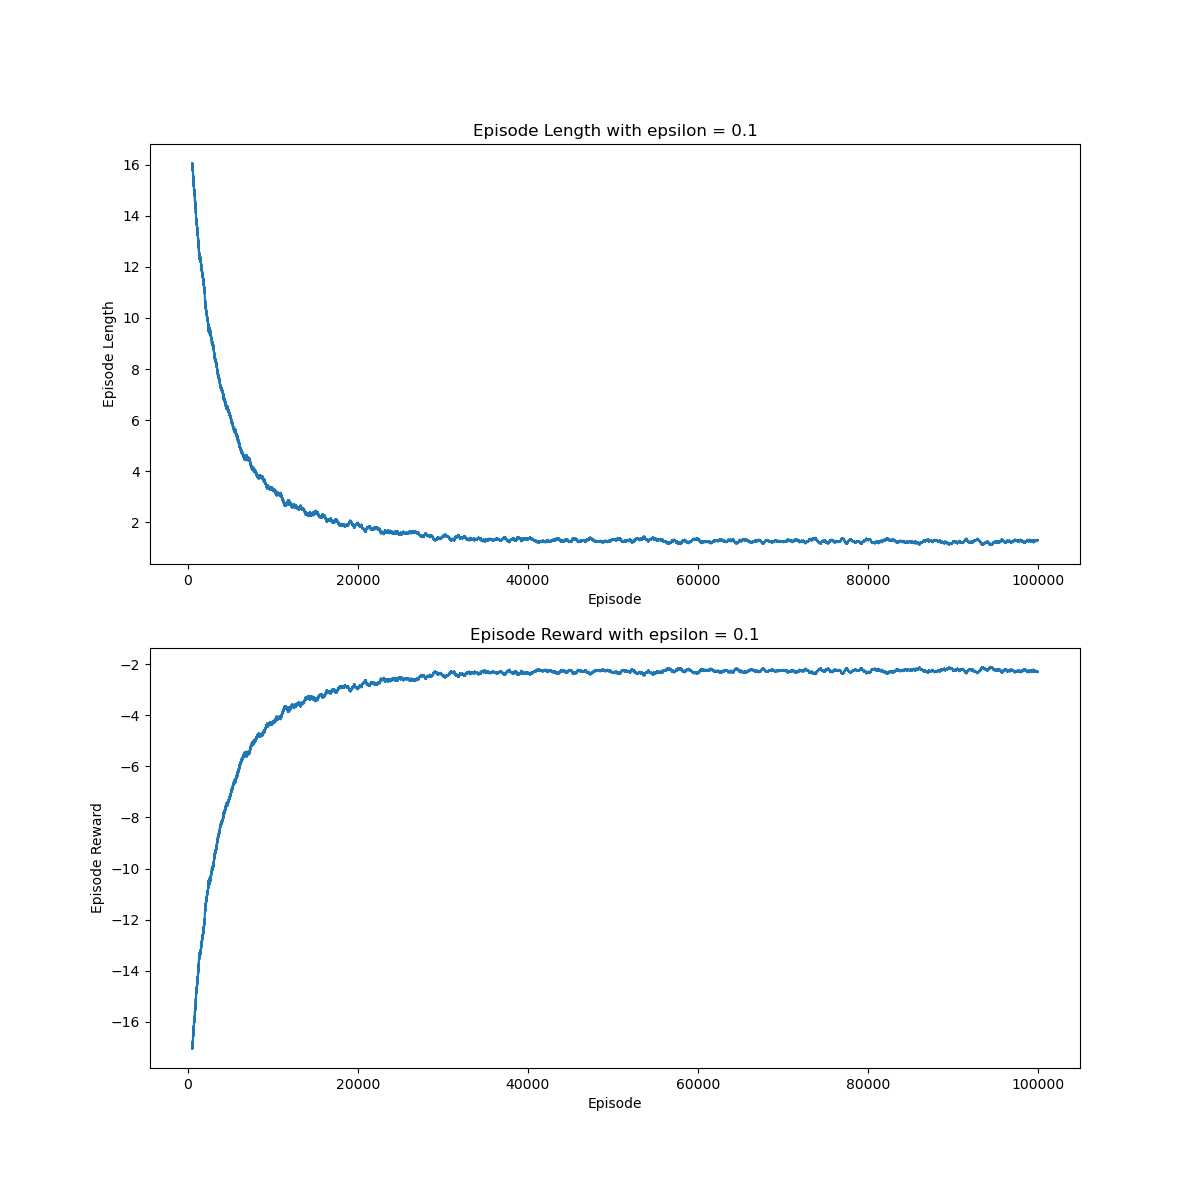 Episode Length with epsilon = 0.1
16
14
12
10
8
6
4
2
Episode Length
0 20000 40000 60000 80000 100000
Episode
Episode Reward with epsilon = 0.1
−2
−4
−6
−8
−10
−12
−14
−16
Episode Reward
0 20000 40000 60000 80000 100000
Episode